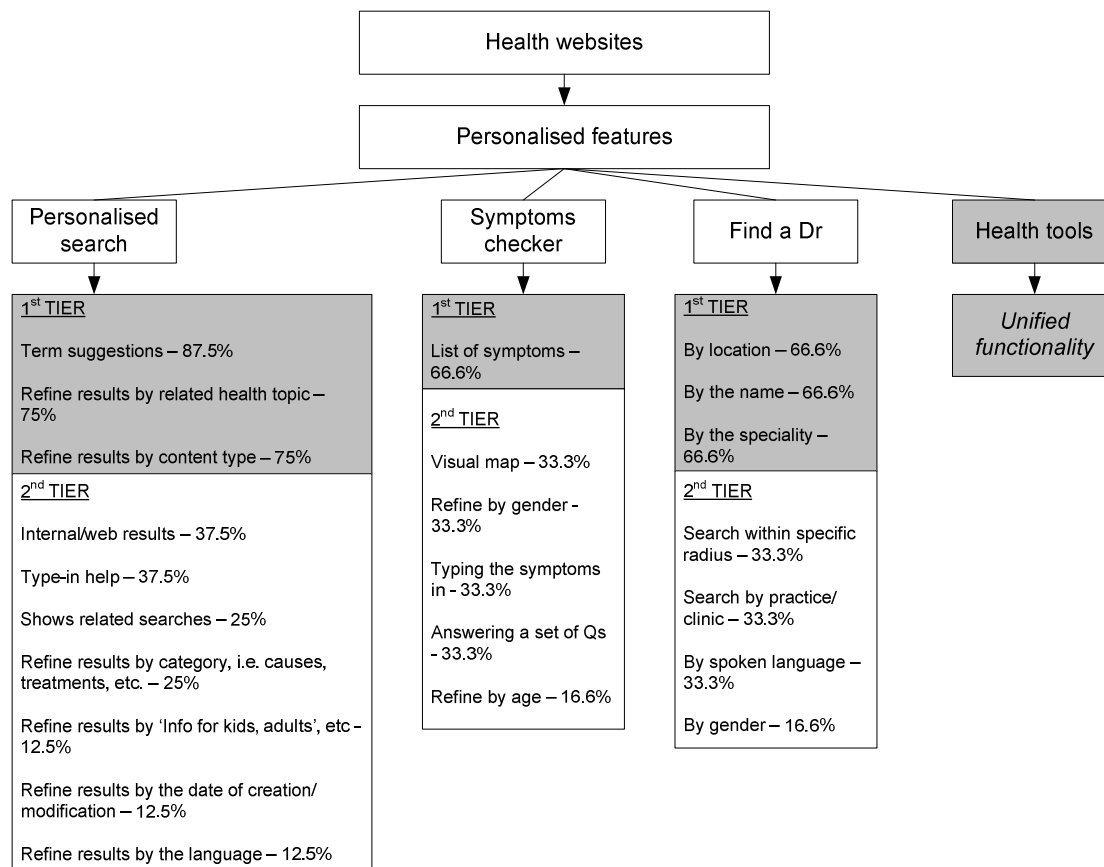 Health websites
Personalised features
Personalised
search
Symptoms
checker
Find a Dr
Health tools
1st TIER
Term suggestions – 87.5%
Refine results by related health topic –
75%
Refine results by content type – 75%
2nd TIER
Internal/web results – 37.5%
Type-in help – 37.5%
Shows related searches – 25%
Refine results by category, i.e. causes,
treatments, etc. – 25%
Refine results by ‘Info for kids, adults’, etc -
12.5%
Refine results by the date of creation/
modification – 12.5%
Refine results by the language – 12.5%
1st TIER
List of symptoms –
66.6%
2nd TIER
Visual map – 33.3%
Refine by gender -
33.3%
Typing the symptoms
in - 33.3%
Answering a set of Qs
- 33.3%
Refine by age – 16.6%
1st TIER
By location – 66.6%
By the name – 66.6%
By the speciality –
66.6%
2nd TIER
Search within specific
radius – 33.3%
Search by practice/
clinic – 33.3%
By spoken language –
33.3%
By gender – 16.6%
Unified
functionality